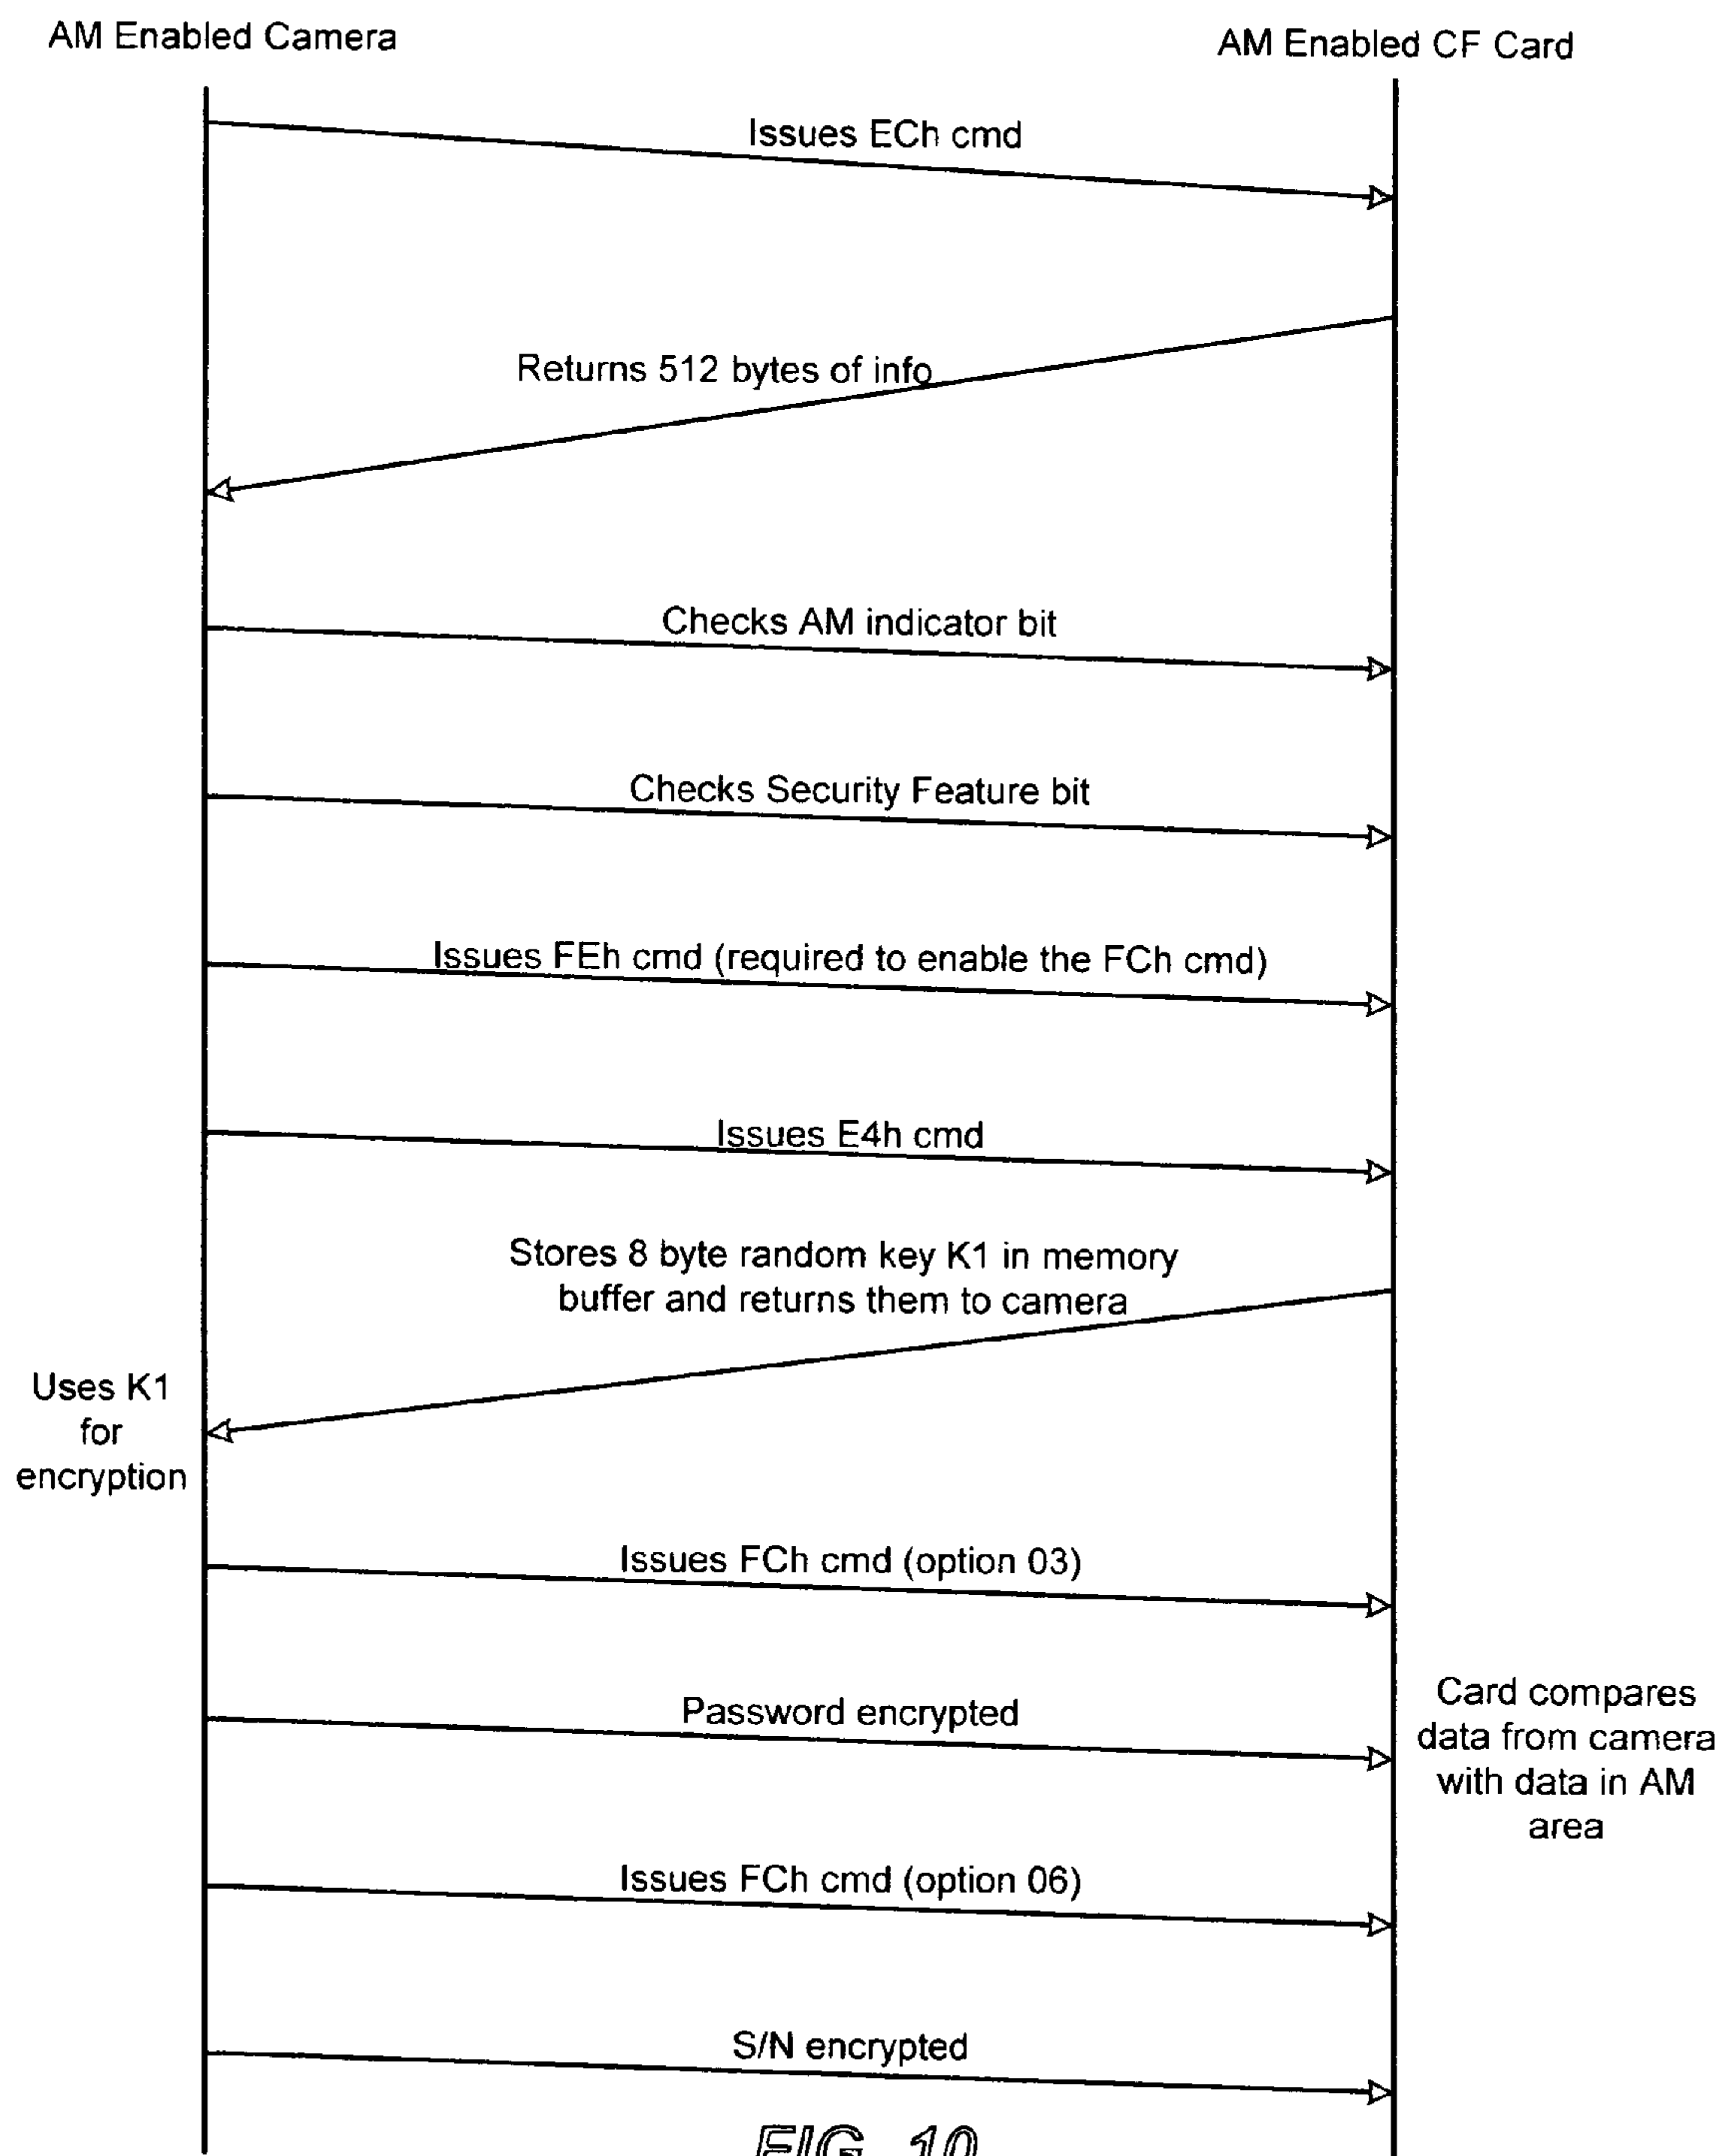 AM Enabled Camera
AM Enabled CF Card
Issues ECh cmd
Returns 512 bytes of info
Checks AM indicator bit
Checks Security Feature bit
Issues FEh cmd (required to enable the FCh cmd)
Issues E4h cmd
Stores 8 byte random key K1 in memory
buffer and returns them to camera
Uses K1
for
encryption
Issues FCh cmd (option 03)
Password encrypted
Card compares
data from camera
with data in AM
area
Issues FCh cmd (option 06)
S/N encrypted
FIG. 10